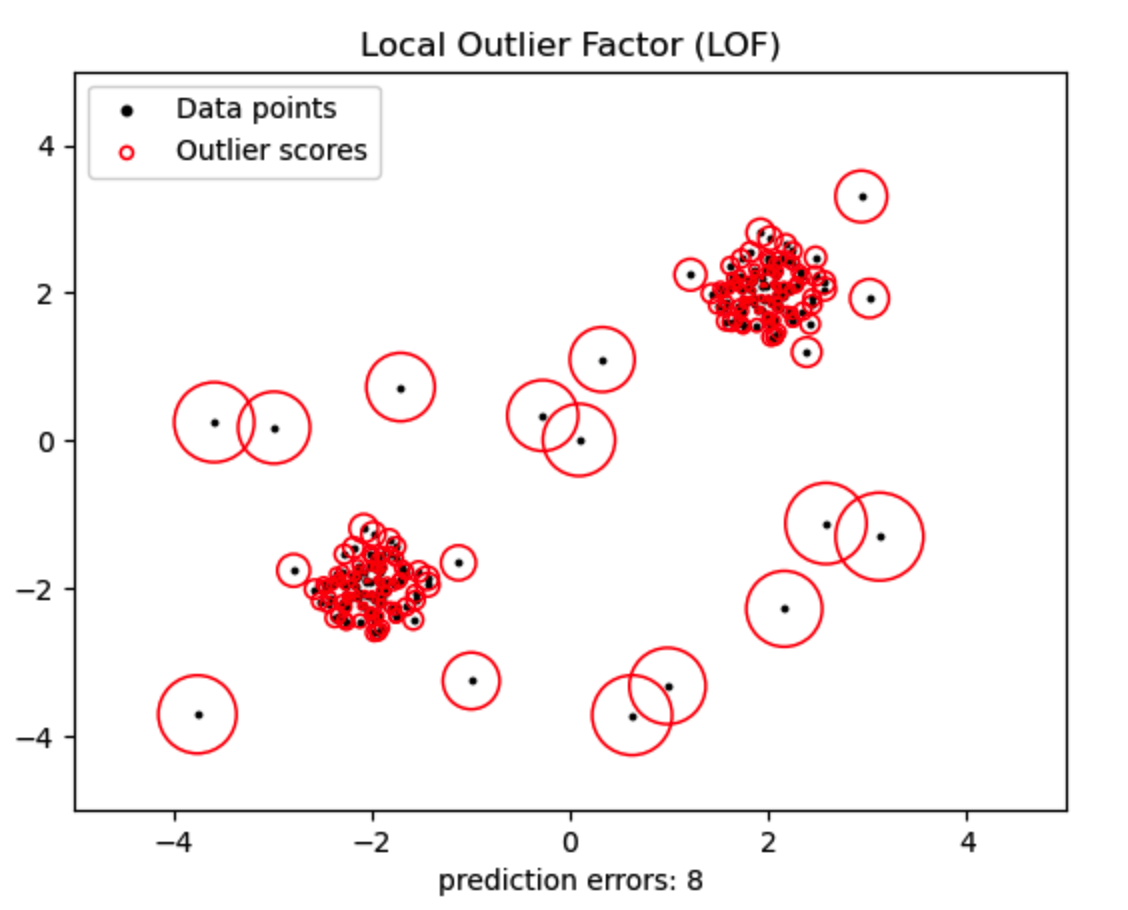 Local Outlier Factor (LOF)
Data points
Outlier scores
4
2
0
−2
−4
−4
−2
0
2
4
prediction errors: 8